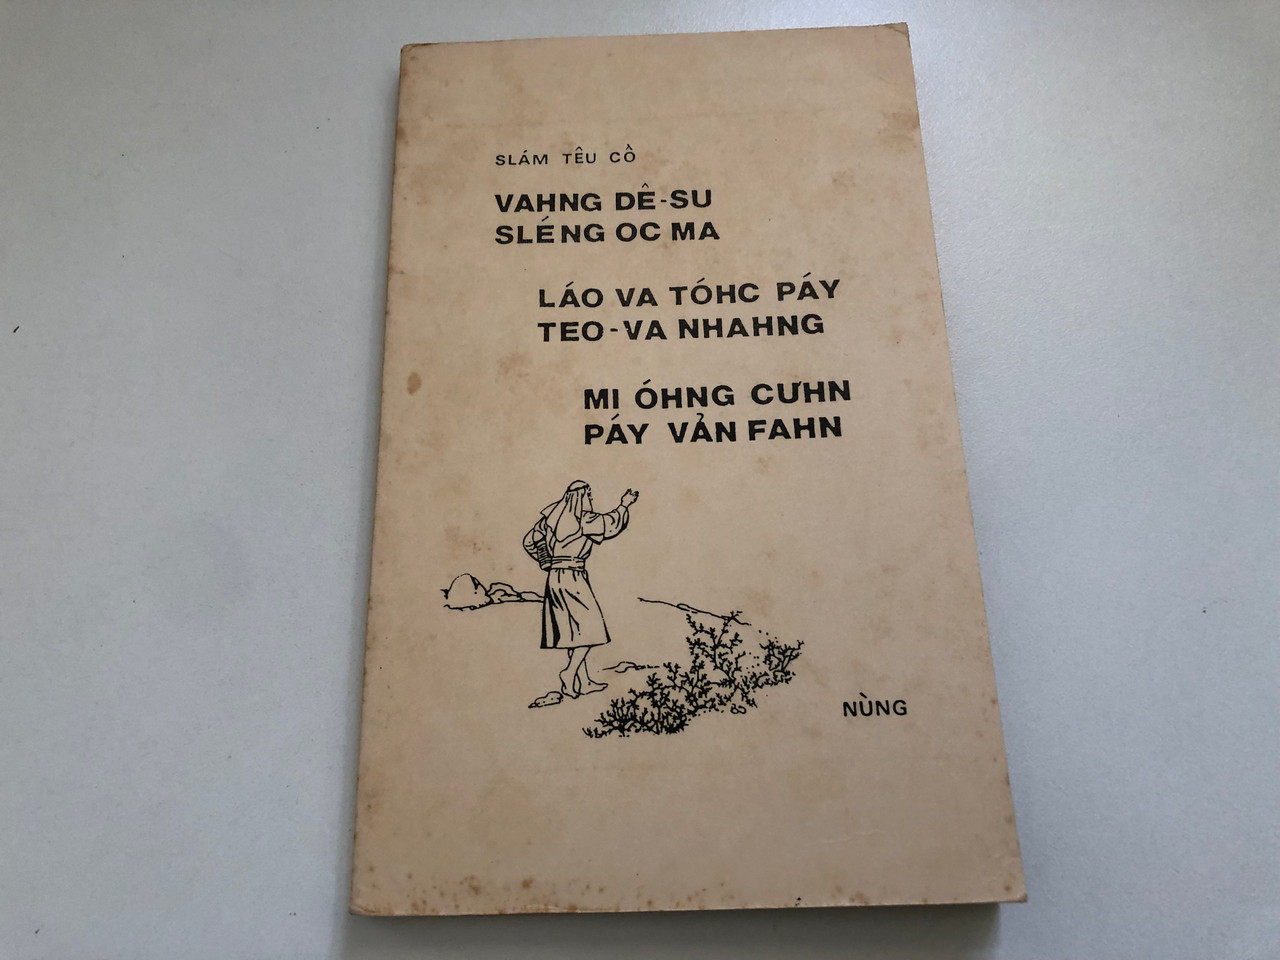 SLÁM TÊU CỒ
VAHNG DÊ-SU
SLÉNG OC MA
LÁO VA TÓHC PÁY
TEO-VA NHAHNG
MI ÓHNG CƯHN
PÁY VẢN FAHN
NÙNG